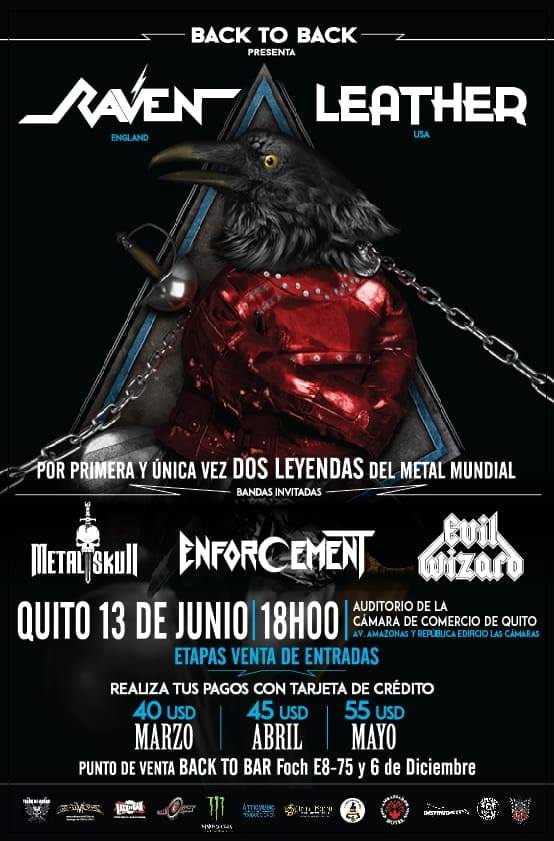 BACK TO BACK
PRESENTA
RAVEN LEATHER
ENGLAND USA
POR PRIMERA Y ÚNICA VEZ DOS LEYENDAS DEL METAL MUNDIAL
BANDAS INVITADAS
METAL SKULL ENFORCEMENT Evil Wizard
QUITO 13 DE JUNIO 18H00
AUDITORIO DE LA
CÁMARA DE COMERCIO DE QUITO
AV. AMAZONAS Y REPÚBLICA EDIFICIO LAS CÁMARAS
ETAPAS VENTA DE ENTRADAS
REALIZA TUS PAGOS CON TARJETA DE CRÉDITO
40 USD 45 USD 55 USD
MARZO ABRIL MAYO
PUNTO DE VENTA BACK TO BAR Foch E8-75 y 6 de Diciembre